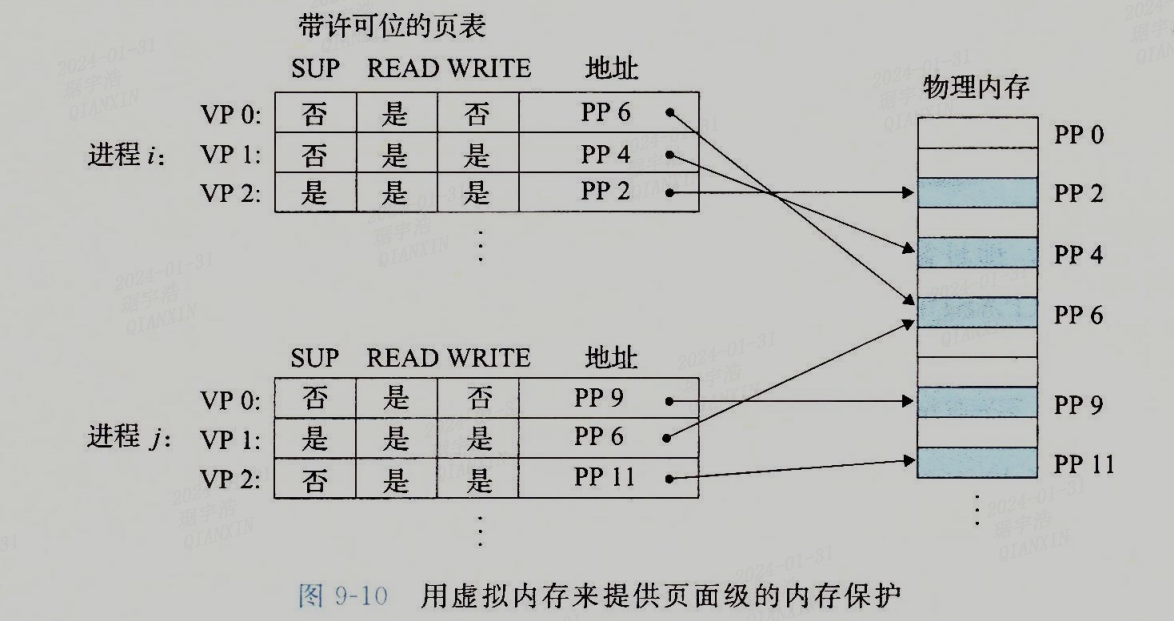 带许可位的页表
SUP READ WRITE 地址
VP 0: 否 是 否 PP 6
进程 i: VP 1: 否 是 是 PP 4
VP 2: 是 是 是 PP 2
⋮
SUP READ WRITE 地址
VP 0: 否 是 否 PP 9
进程 j: VP 1: 是 是 是 PP 6
VP 2: 否 是 是 PP 11
⋮
物理内存
PP 0
PP 2
PP 4
PP 6
PP 9
PP 11
⋮
图 9-10 用虚拟内存来提供页面级的内存保护
2024-01-31
QIANXIN